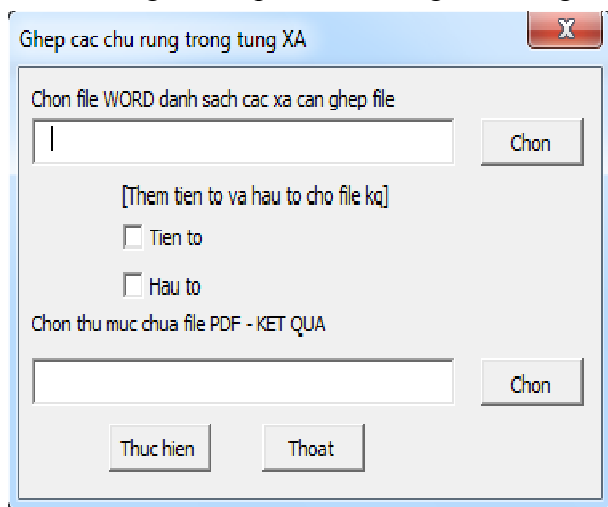 Ghep cac chu rung trong tung XA
Chon file WORD danh sach cac xa can ghep file
Chon
[Them tien to va hau to cho file kq]
Tien to
Hau to
Chon thu muc chua file PDF - KET QUA
Chon
Thuc hien Thoat